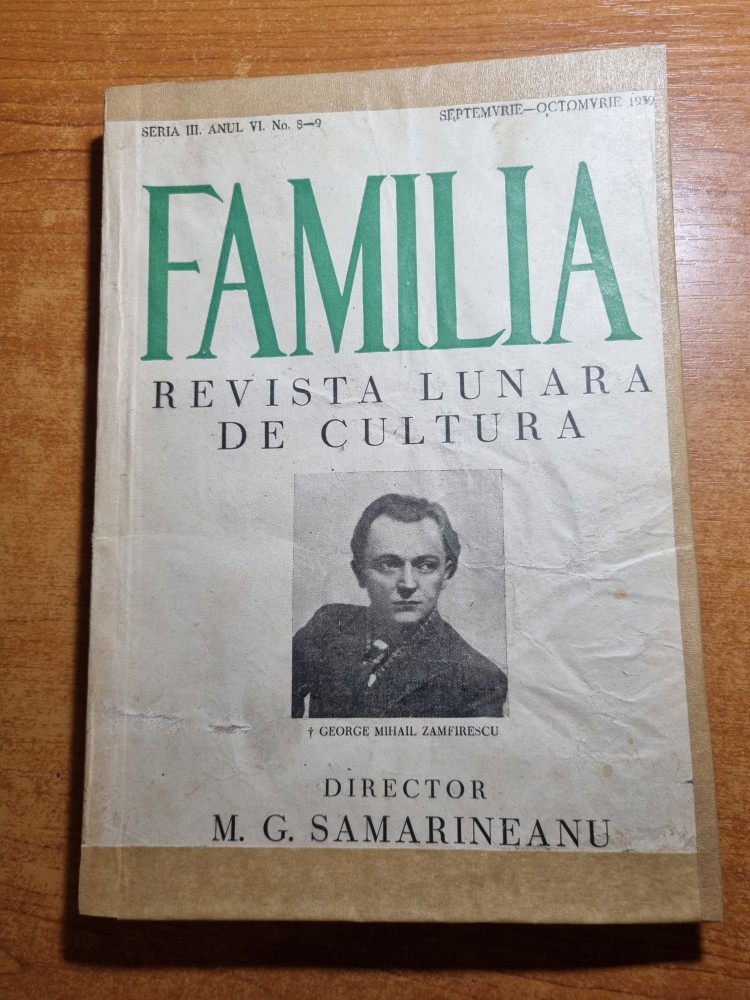 SERIA III. ANUL VI. No. 8—9
SEPTEMVRIE—OCTOMVRIE 1939
FAMILIA
REVISTA LUNARA
DE CULTURA
† GEORGE MIHAIL ZAMFIRESCU
DIRECTOR
M. G. SAMARINEANU